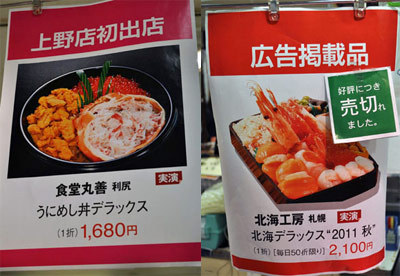 上野店初出店
食堂丸善 利尻 実演
うにめし丼デラックス
(1折) 1,680円
広告掲載品
好評につき
売切れ
ました。
北海工房 札幌 実演
北海デラックス“2011 秋”
(1折) [毎日50折限り] 2,100円